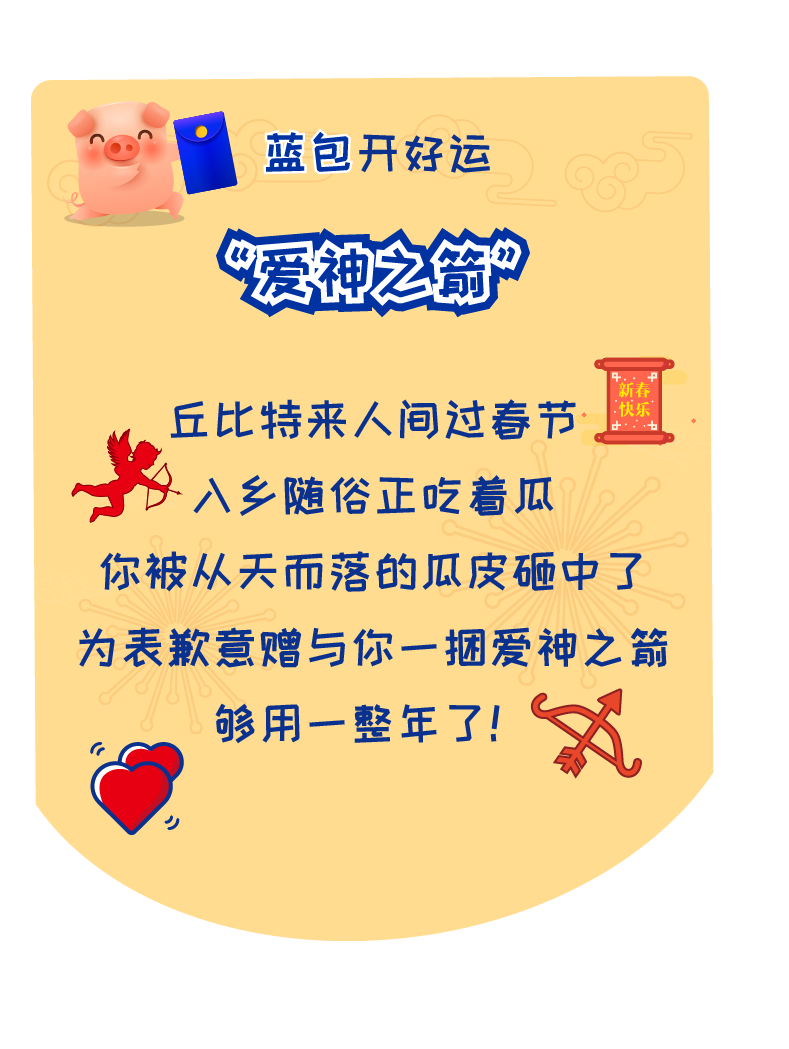 蓝包开好运
“爱神之箭”
新春
快乐
丘比特来人间过春节
入乡随俗正吃着瓜
你被从天而落的瓜皮砸中了
为表歉意赠与你一捆爱神之箭
够用一整年了!